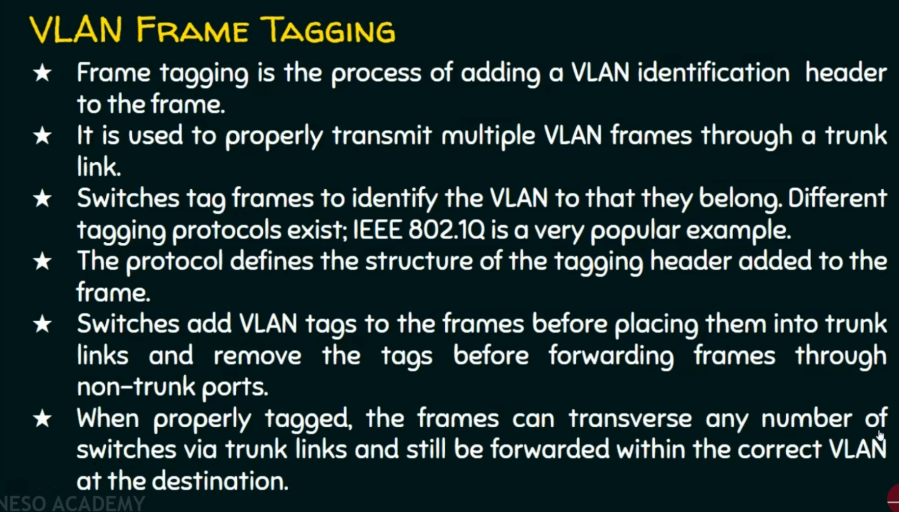 VLAN FRAME TAGGING
★ Frame tagging is the process of adding a VLAN identification header
to the frame.
★ It is used to properly transmit multiple VLAN frames through a trunk
link.
★ Switches tag frames to identify the VLAN to that they belong. Different
tagging protocols exist; IEEE 802.1Q is a very popular example.
★ The protocol defines the structure of the tagging header added to the
frame.
★ Switches add VLAN tags to the frames before placing them into trunk
links and remove the tags before forwarding frames through
non-trunk ports.
★ When properly tagged, the frames can transverse any number of
switches via trunk links and still be forwarded within the correct VLAN
at the destination.
NESO ACADEMY